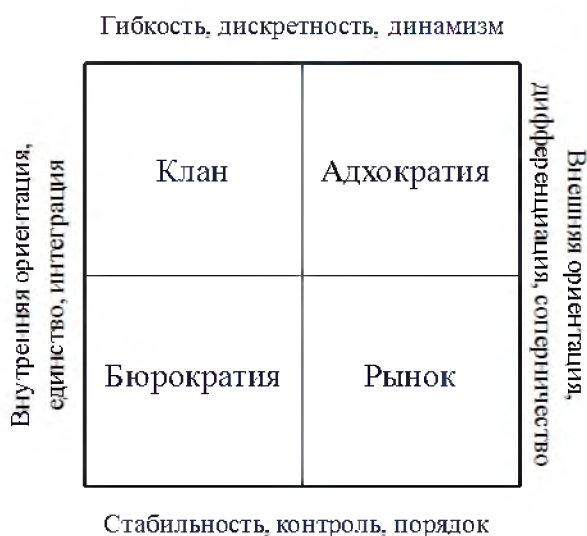 Гибкость, дискретность, динамизм
Внутренняя ориентация,
единство, интеграция
Клан
Адхократия
Бюрократия
Рынок
Внешняя ориентация,
дифференциация, соперничество
Стабильность, контроль, порядок